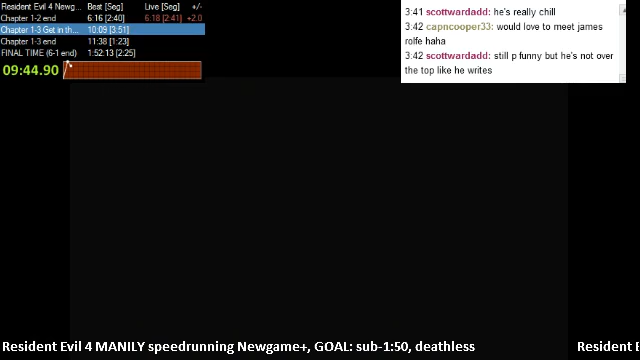 Resident Evil 4 Newg... Best [Seg] Live [Seg] +/-
Chapter 1-2 end 6:16 [2:40] 6:18 [2:41] +2.0
Chapter 1-3 Get in th... 10:09 [3:51]
Chapter 1-3 end 11:38 [1:23]
FINAL TIME (6-1 end) 1:52:13 [2:25]
09:44.90
3:41 scottwardadd: he's really chill
3:42 capncooper33: would love to meet james
rolfe haha
3:42 scottwardadd: still p funny but he's not over
the top like he writes
Resident Evil 4 MANILY speedrunning Newgame+, GOAL: sub-1:50, deathless
Resident E